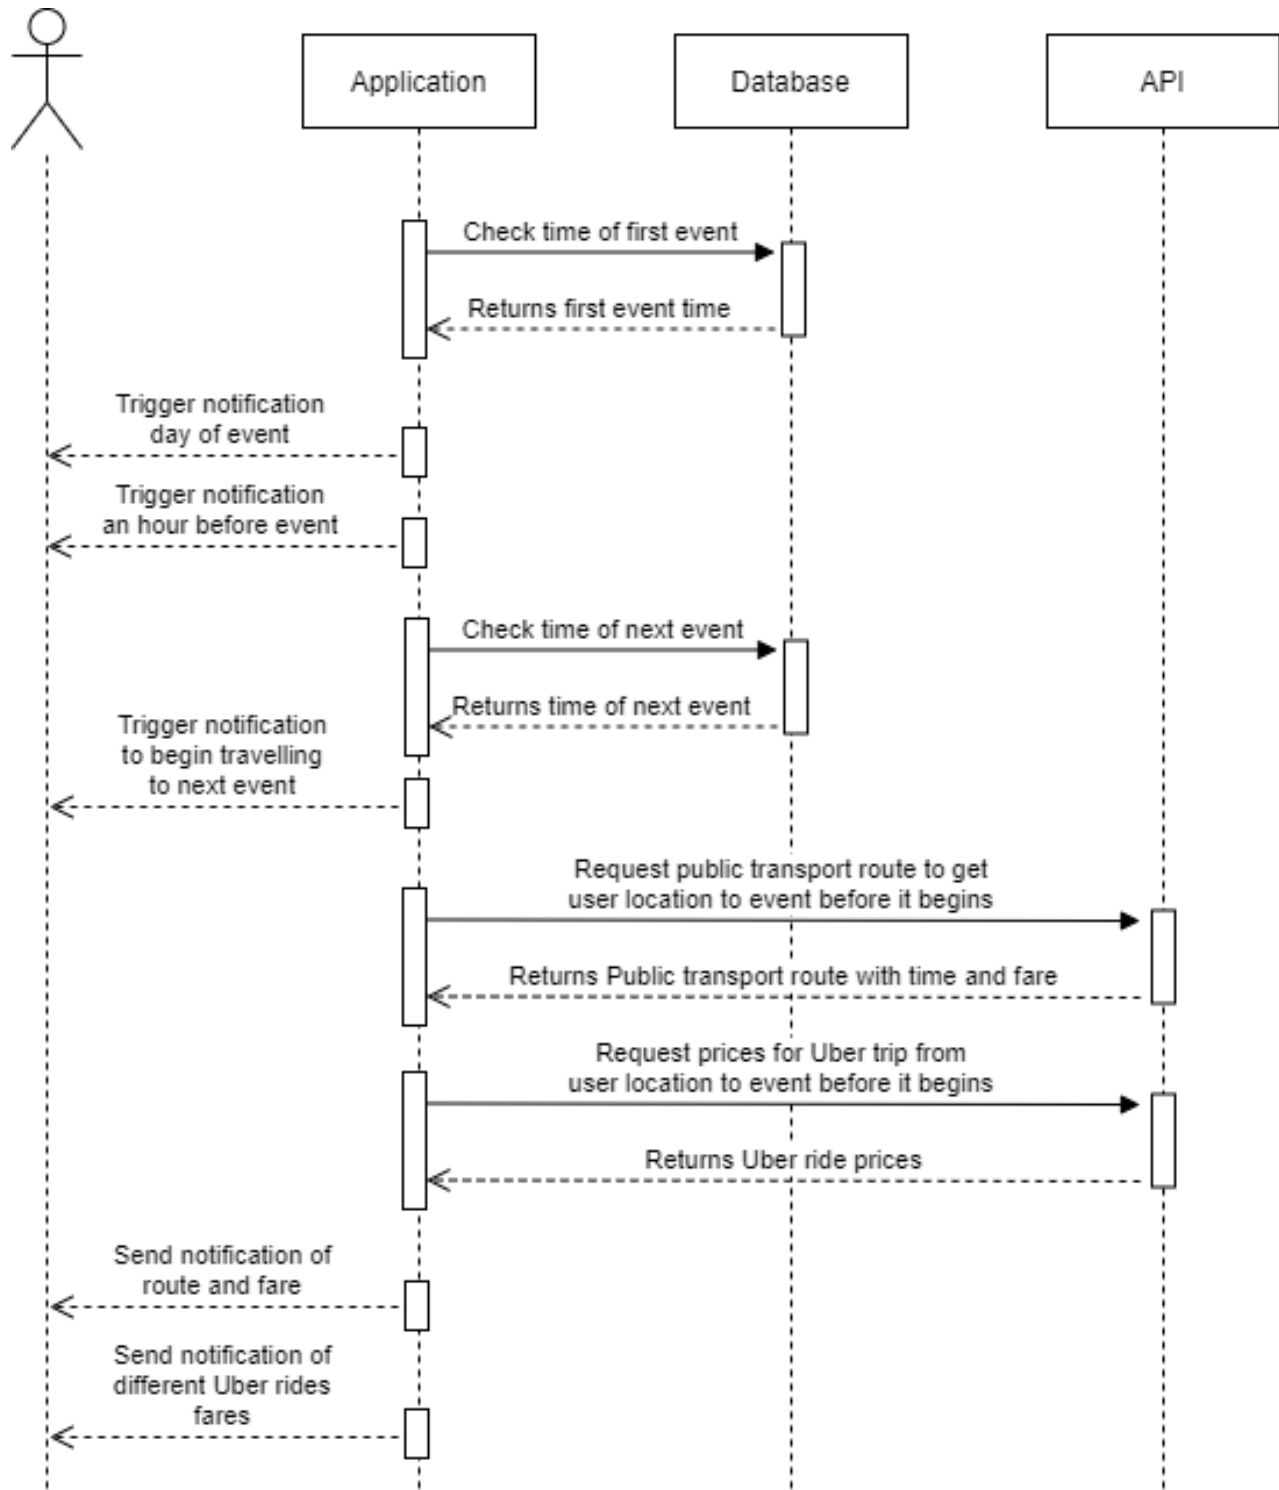 Application
Database
API
Check time of first event
Returns first event time
Trigger notification
day of event
Trigger notification
an hour before event
Check time of next event
Returns time of next event
Trigger notification
to begin travelling
to next event
Request public transport route to get
user location to event before it begins
Returns Public transport route with time and fare
Request prices for Uber trip from
user location to event before it begins
Returns Uber ride prices
Send notification of
route and fare
Send notification of
different Uber rides
fares